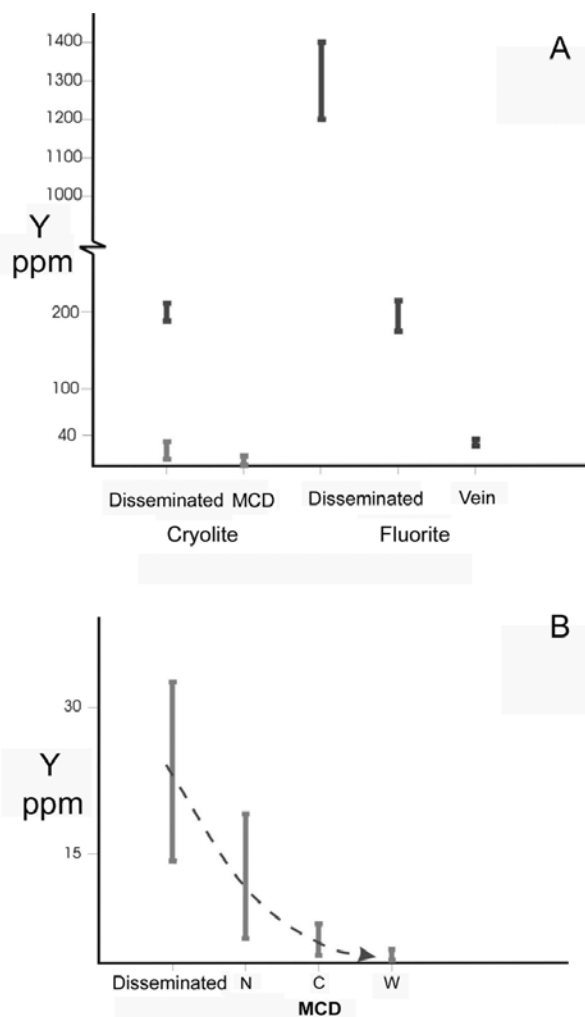 A
1400
1300
1200
1100
1000
Y
ppm
200
100
40
Disseminated MCD Disseminated Vein
Cryolite Fluorite
B
30
Y
ppm
15
Disseminated N C W
MCD